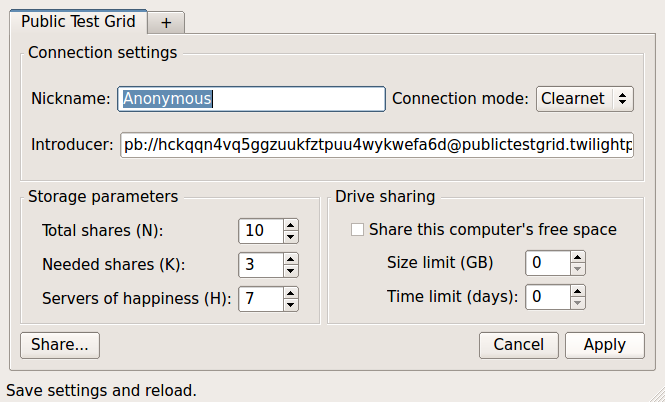 Public Test Grid +
Connection settings
Nickname: Anonymous Connection mode: Clearnet
Introducer: pb://hckqqn4vq5ggzuukfztpuu4wykwefa6d@publictestgrid.twilightp
Storage parameters
Total shares (N): 10
Needed shares (K): 3
Servers of happiness (H): 7
Drive sharing
Share this computer's free space
Size limit (GB) 0
Time limit (days): 0
Share... Cancel Apply
Save settings and reload.